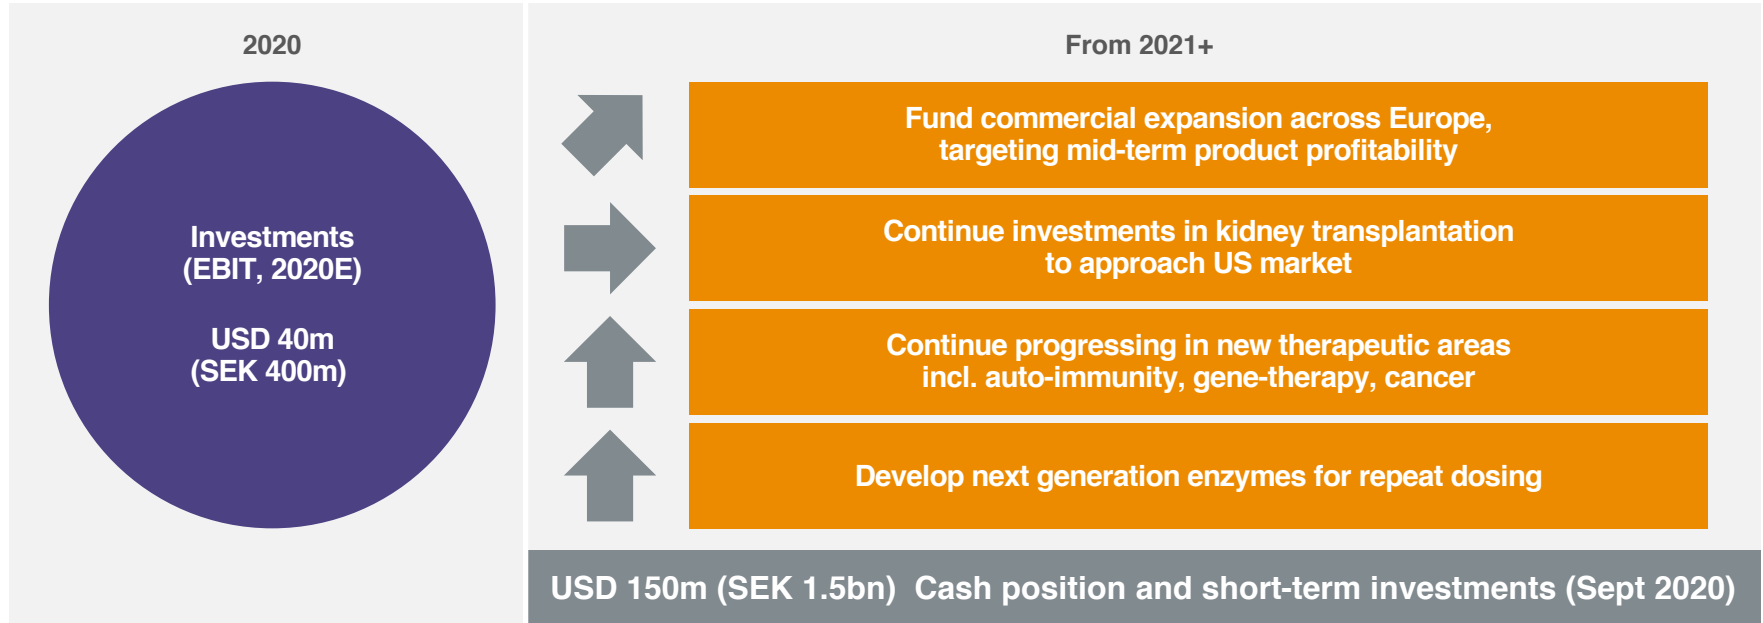 2020
Investments
(EBIT, 2020E)
USD 40m
(SEK 400m)
From 2021+
Fund commercial expansion across Europe,
targeting mid-term product profitability
Continue investments in kidney transplantation
to approach US market
Continue progressing in new therapeutic areas
incl. auto-immunity, gene-therapy, cancer
Develop next generation enzymes for repeat dosing
USD 150m (SEK 1.5bn)  Cash position and short-term investments (Sept 2020)